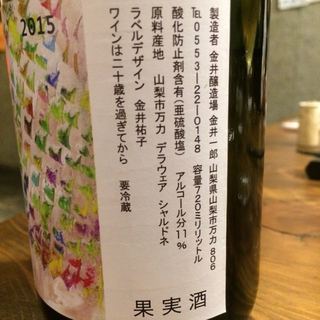 2015
製造者 金井醸造場 金井一郎 山梨県山梨市万力806
TEL0553-22-0148 容量720ミリリットル
酸化防止剤含有(亜硫酸塩) アルコール分11%
原料産地 山梨市万力 デラウェア シャルドネ
ラベルデザイン 金井祐子
ワインは二十歳を過ぎてから 要冷蔵
果実酒